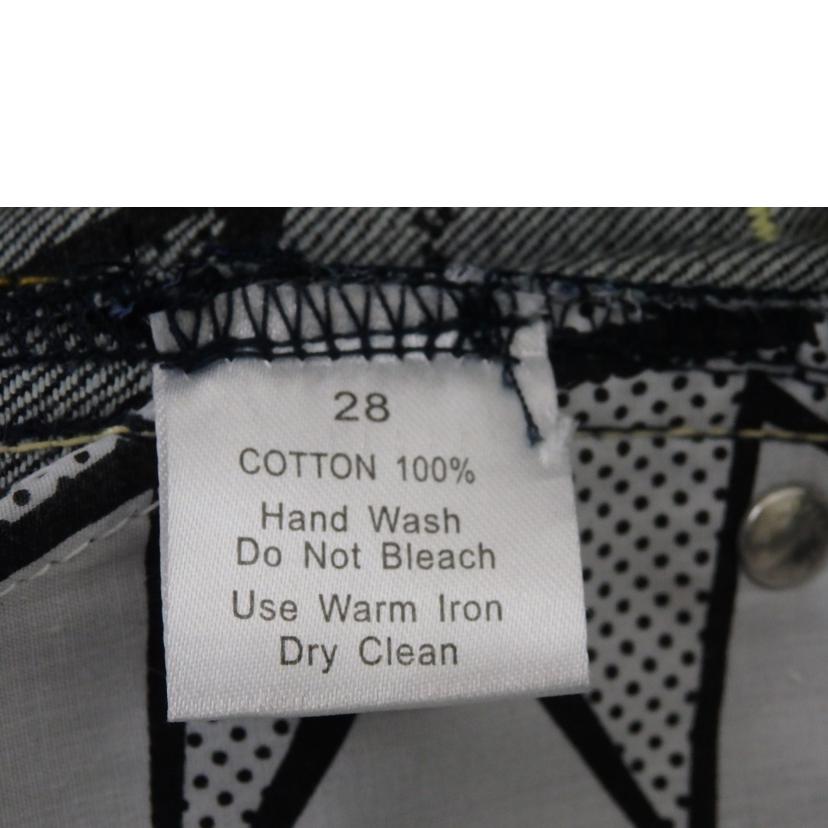 28
COTTON 100%
Hand Wash
Do Not Bleach
Use Warm Iron
Dry Clean